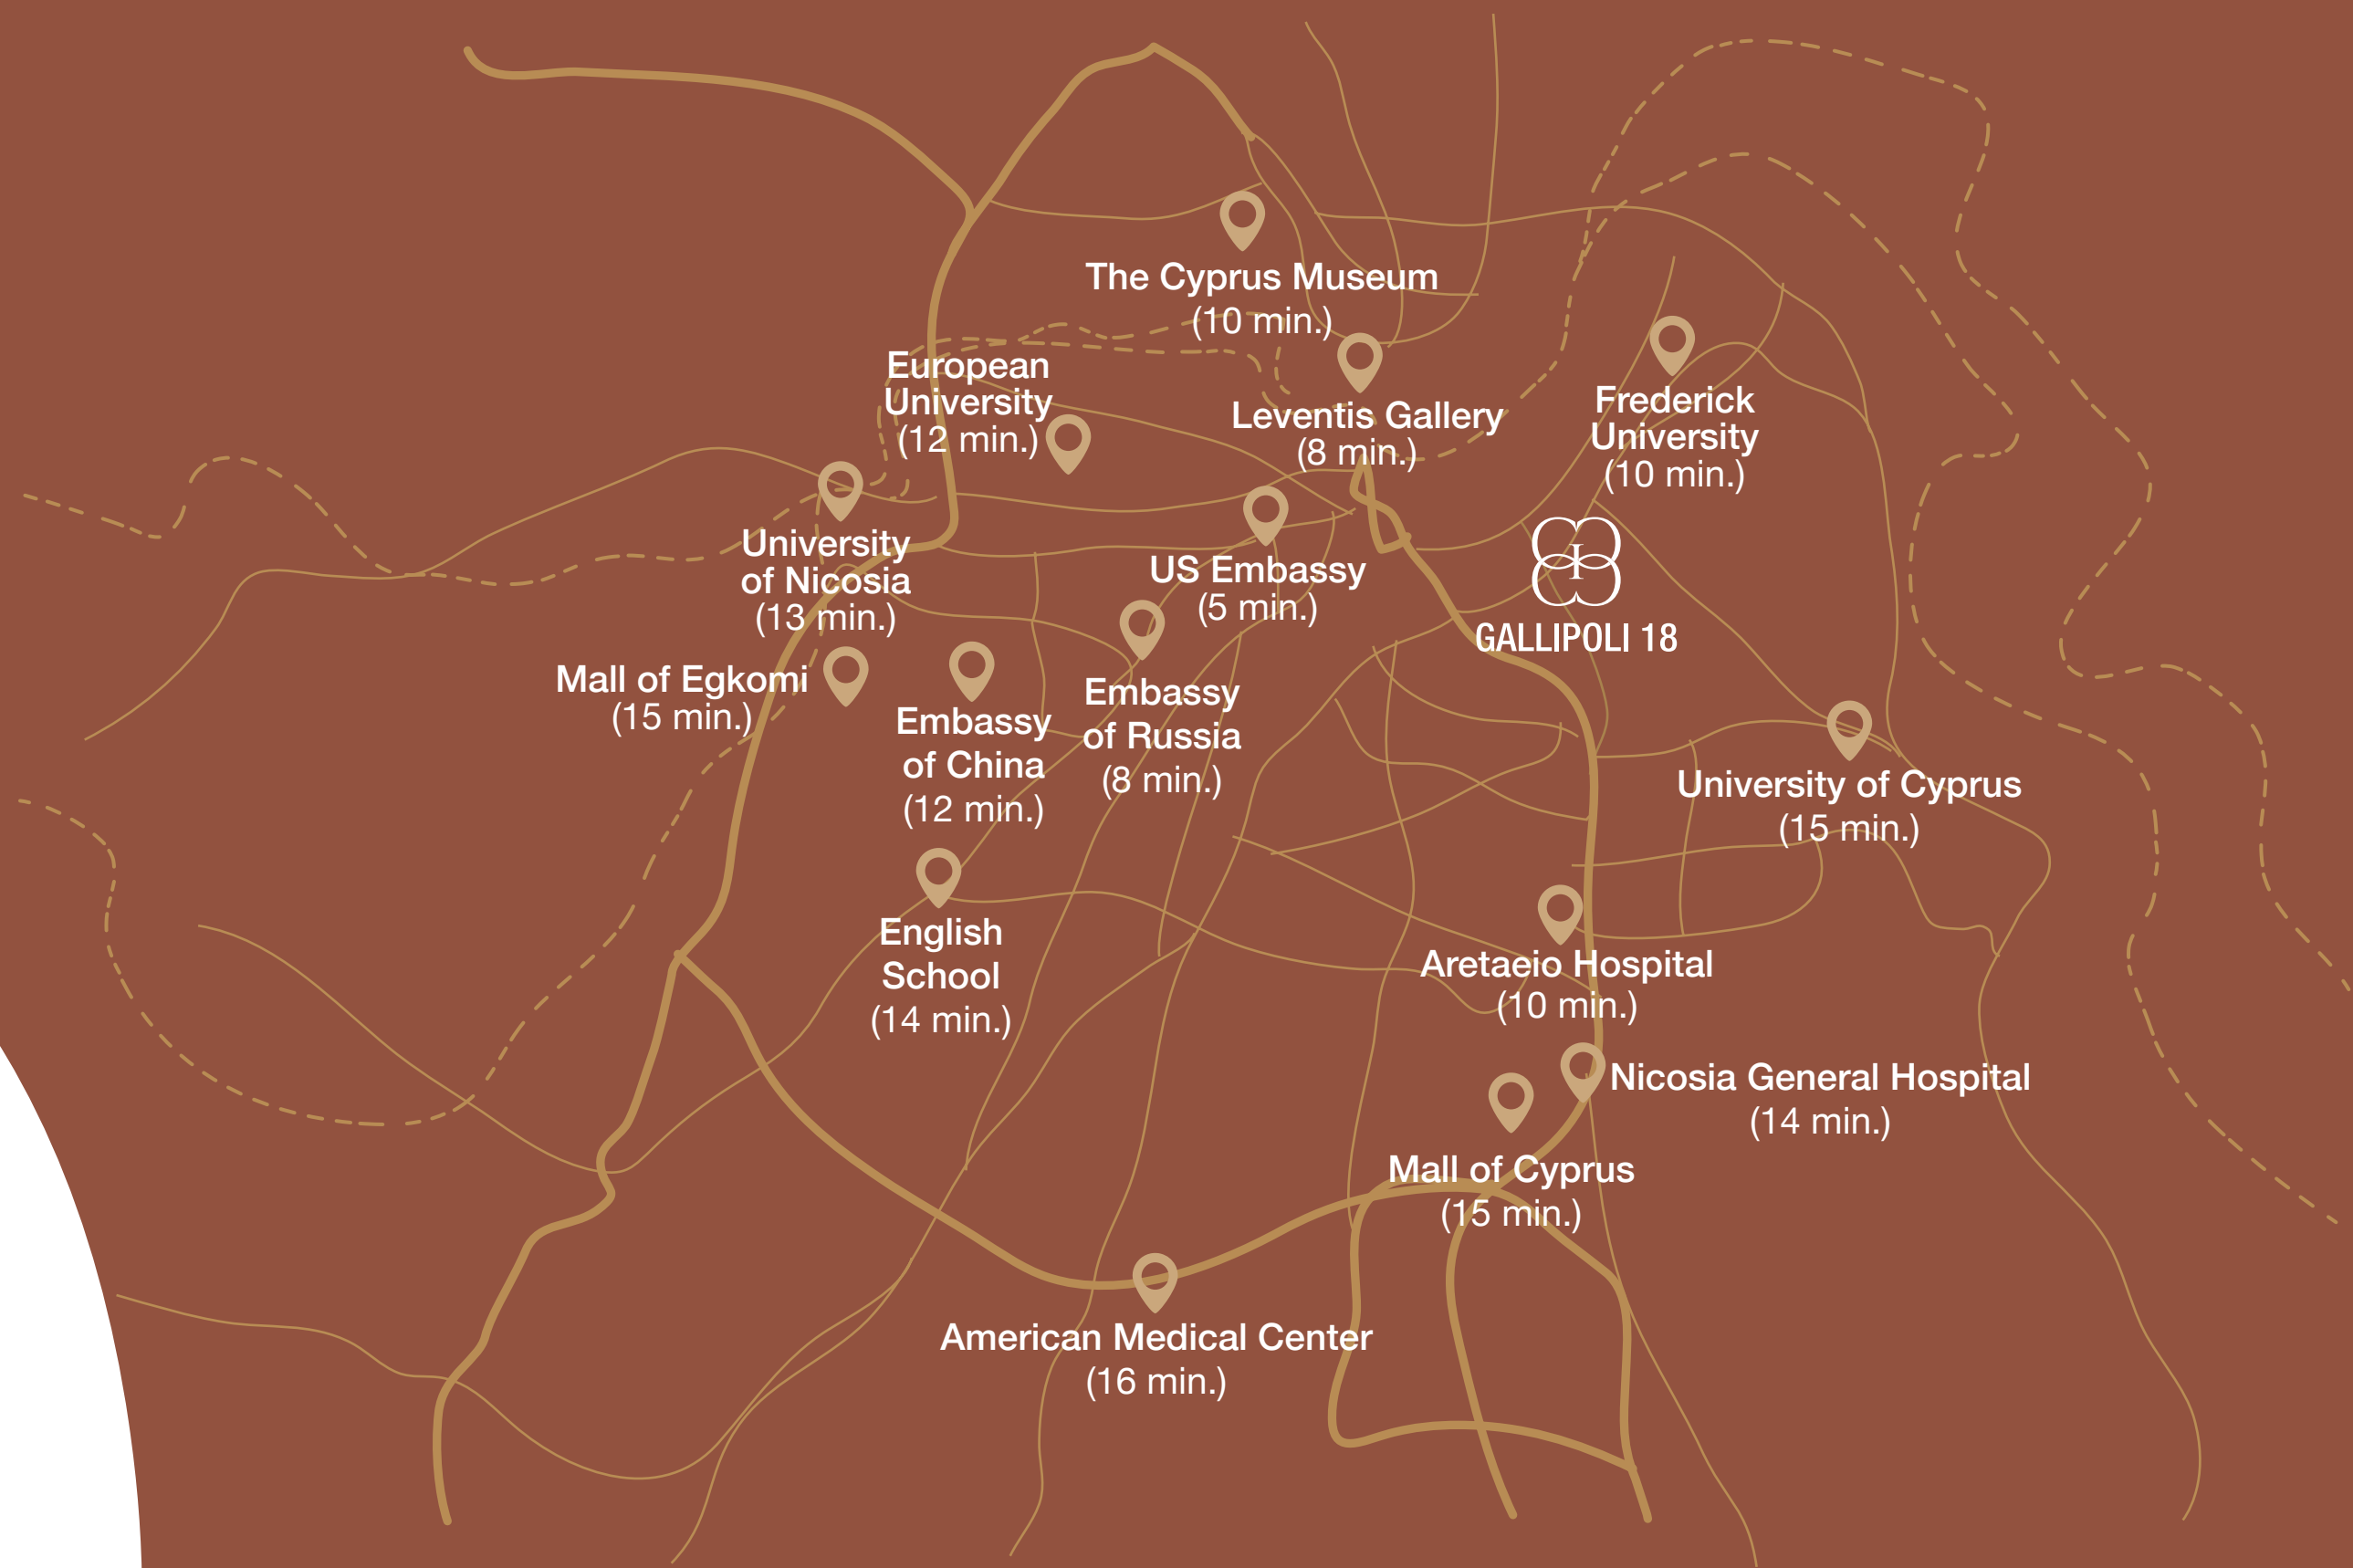 The Cyprus Museum
(10 min.)
European
University
(12 min.)
Leventis Gallery
(8 min.)
Frederick
University
(10 min.)
University
of Nicosia
(13 min.)
US Embassy
(5 min.)
GALLIPOLI 18
Mall of Egkomi
(15 min.)
Embassy
of China
(12 min.)
Embassy
of Russia
(8 min.)
University of Cyprus
(15 min.)
English
School
(14 min.)
Aretaeio Hospital
(10 min.)
Nicosia General Hospital
(14 min.)
Mall of Cyprus
(15 min.)
American Medical Center
(16 min.)